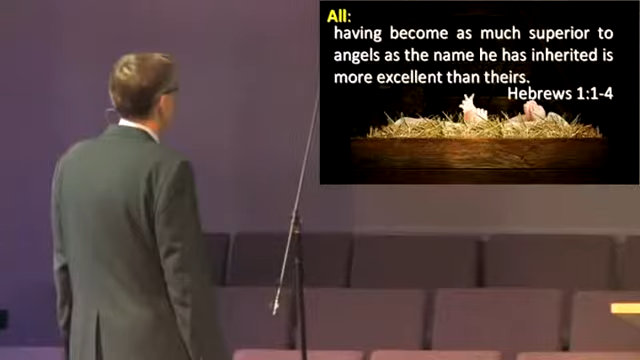 All:
having become as much superior to
angels as the name he has inherited is
more excellent than theirs.
Hebrews 1:1-4